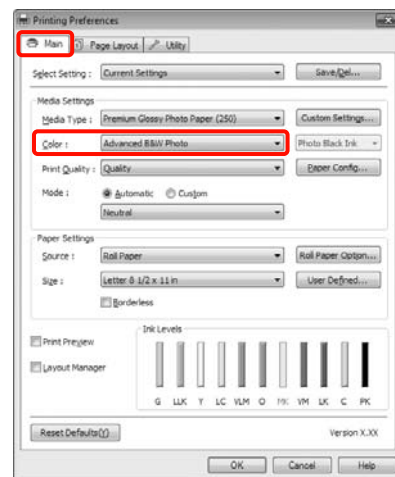 Printing Preferences
Main Page Layout Utility
Select Setting : Current Settings Save/Del...
Media Settings
Media Type : Premium Glossy Photo Paper (250) Custom Settings...
Color : Advanced B&W Photo Photo Black Ink
Print Quality : Quality Paper Config...
Mode : Automatic Custom
Neutral
Paper Settings
Source : Roll Paper Roll Paper Option...
Size : Letter 8 1/2 x 11 in User Defined...
Borderless
Ink Levels
Print Preview
Layout Manager
G LLK Y LC VLM O MK VM LK C PK
Reset Defaults(Y) Version X.XX
OK Cancel Help